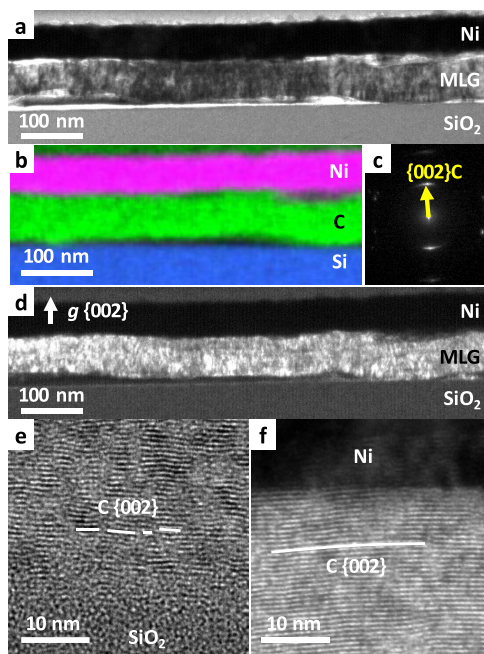 a
Ni
MLG
SiO2
100 nm
b
Ni
C
Si
100 nm
c
{002}C
d
g {002}
Ni
MLG
SiO2
100 nm
e
C {002}
10 nm
SiO2
f
Ni
C {002}
10 nm